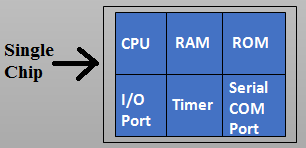 Single
Chip
CPU
RAM
ROM
I/O
Port
Timer
Serial
COM
Port